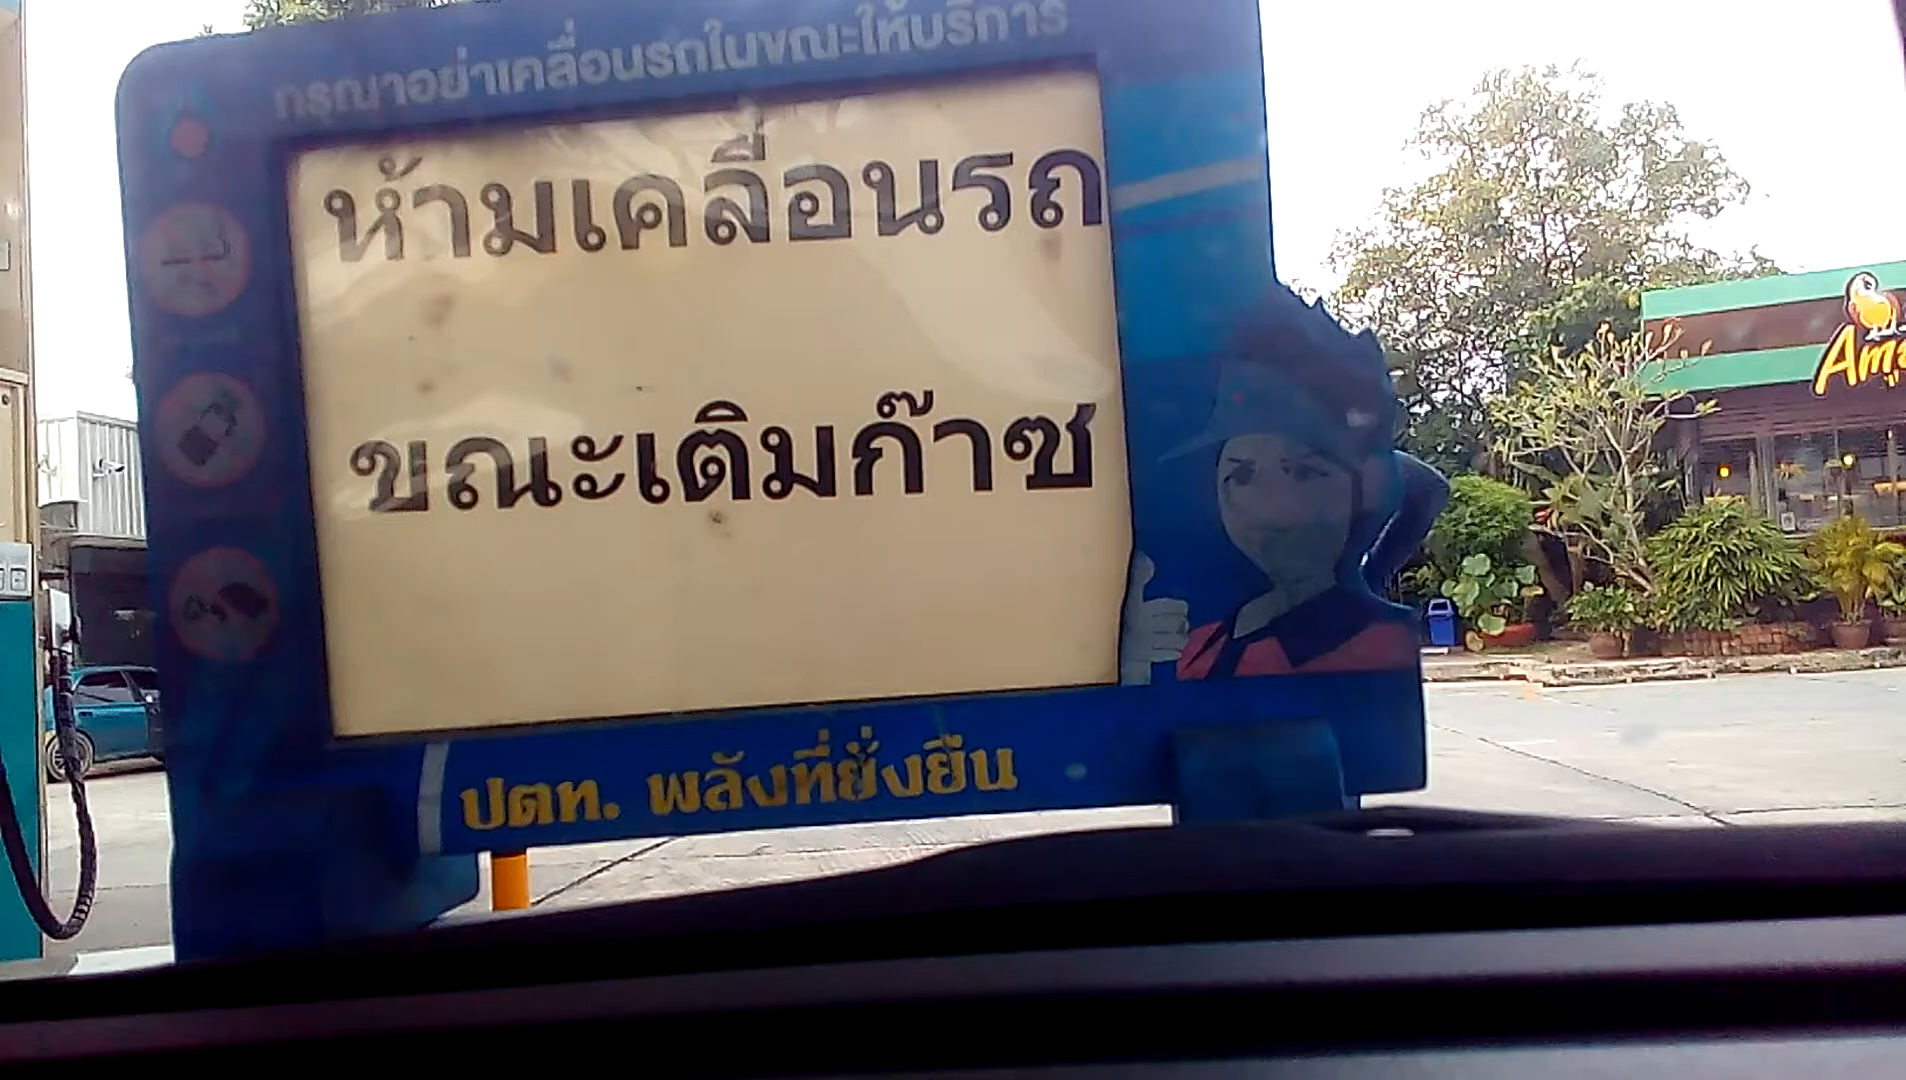 กรุณาอย่าเคลื่อนรถในขณะให้บริการ
ห้ามเคลื่อนรถ
ขณะเติมก๊าซ
ปตท. พลังที่ยั่งยืน